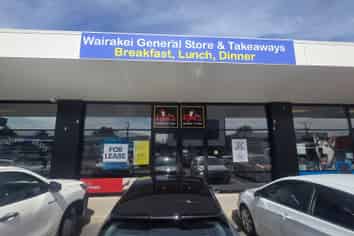 Wairakei General Store & Takeaways
Breakfast, Lunch, Dinner
FOR
LEASE